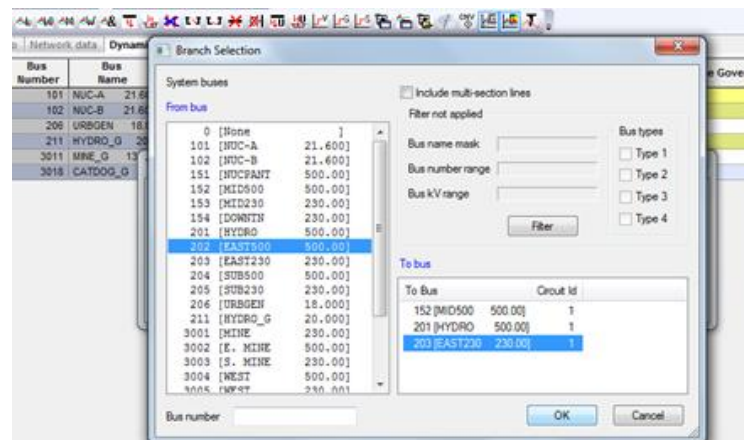 Network data Dynam
Bus Number Bus Name
101 NUC-A 21.60
102 NUC-B 21.60
206 URBGEN 18.0
211 HYDRO_G 20
3011 MINE_G 13
3018 CATDOG_G
e Gove
Branch Selection
System buses
From bus
0 [None ]
101 [NUC-A 21.600]
102 [NUC-B 21.600]
151 [NUCPANT 500.00]
152 [MID500 500.00]
153 [MID230 230.00]
154 [DOWNTN 230.00]
201 [HYDRO 500.00]
202 [EAST500 500.00]
203 [EAST230 230.00]
204 [SUB500 500.00]
205 [SUB230 230.00]
206 [URBGEN 18.000]
211 [HYDRO_G 20.000]
3001 [MINE 230.00]
3002 [E. MINE 500.00]
3003 [S. MINE 230.00]
3004 [WEST 500.00]
3005 [WEST 230.00]
Bus number
Include multi-section lines
Filter not applied
Bus name mask
Bus number range
Bus kV range
Bus types
Type 1
Type 2
Type 3
Type 4
Filter
To bus
To Bus Circuit Id
152 [MID500 500.00] 1
201 [HYDRO 500.00] 1
203 [EAST230 230.00] 1
OK Cancel